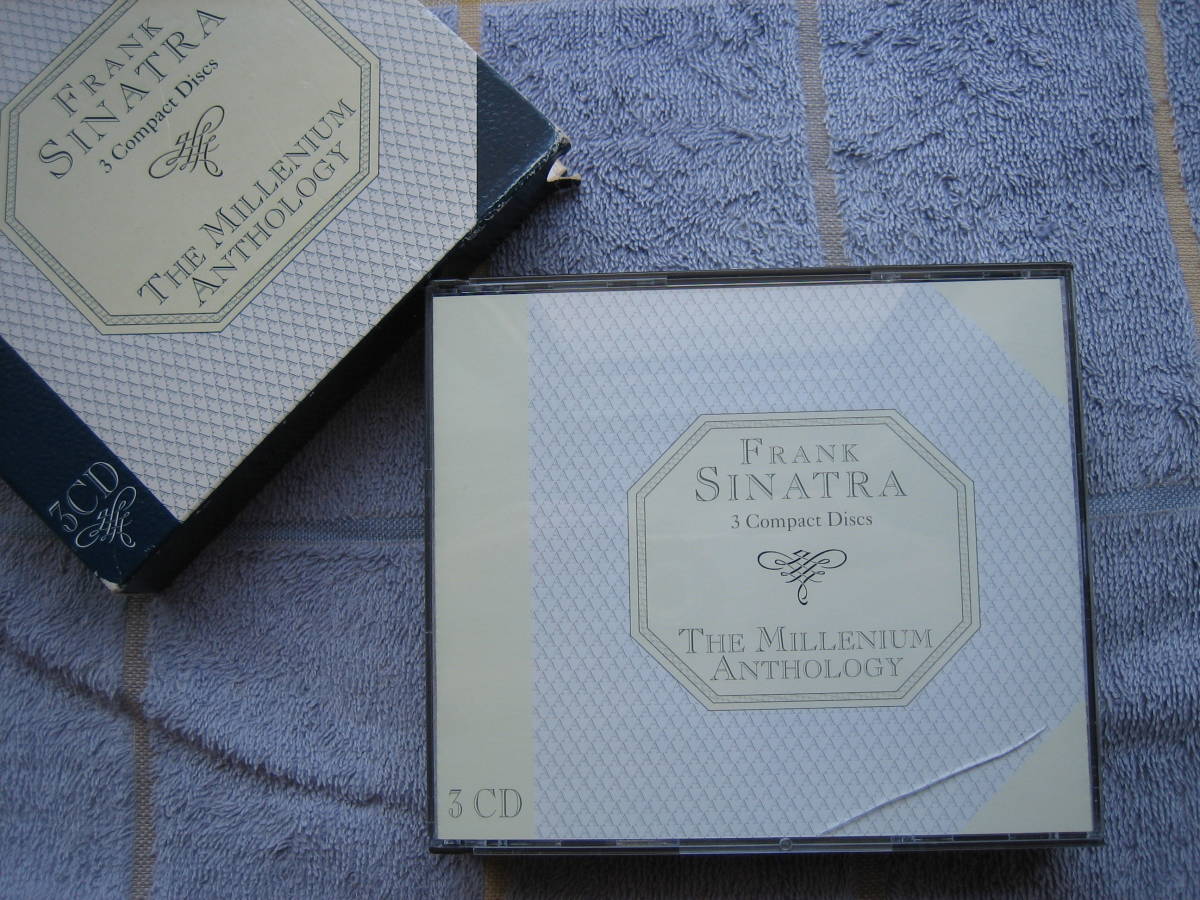 FRANK
SINATRA
3 Compact Discs
THE MILLENIUM
ANTHOLOGY
3CD
FRANK
SINATRA
3 Compact Discs
THE MILLENIUM
ANTHOLOGY
3 CD